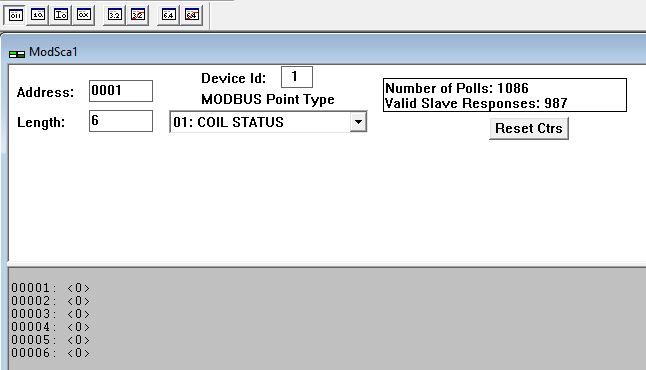 ModSca1
Device Id: 1
Address: 0001
MODBUS Point Type
Number of Polls: 1086
Valid Slave Responses: 987
Length: 6
01: COIL STATUS
Reset Ctrs
00001: <0>
00002: <0>
00003: <0>
00004: <0>
00005: <0>
00006: <0>